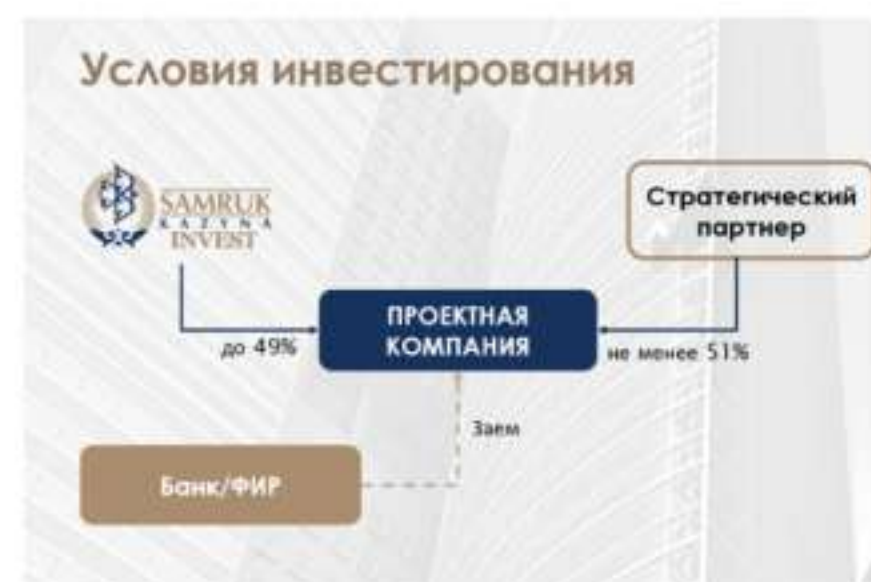 Условия инвестирования
SAMRUK
KAZYNA
INVEST
Стратегический
партнер
ПРОЕКТНАЯ
КОМПАНИЯ
до 49%
не менее 51%
Заем
Банк/ФИР